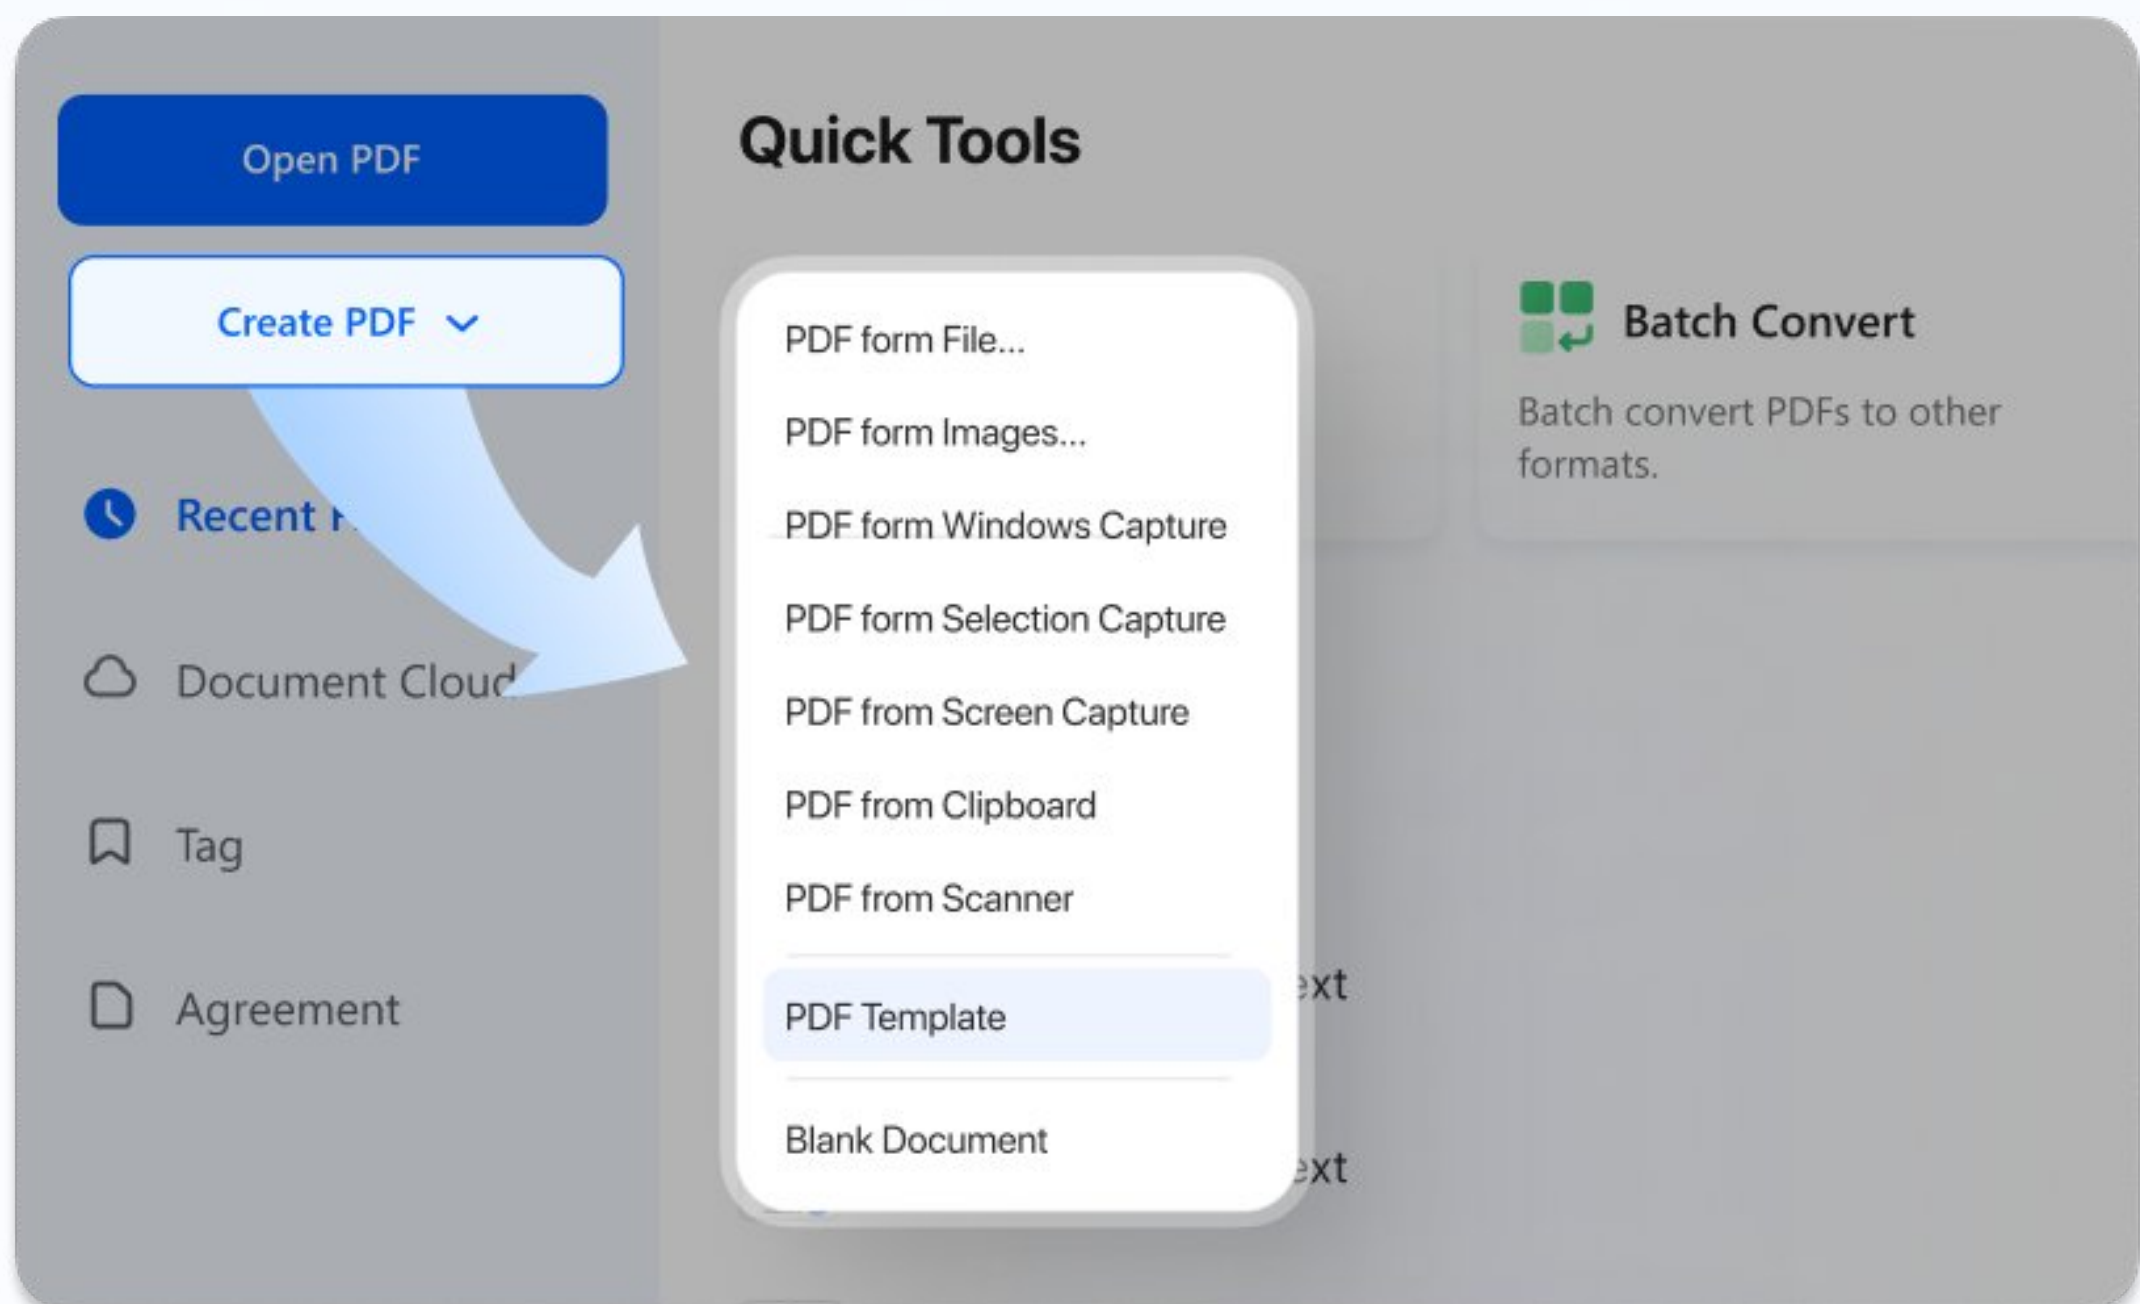 Open PDF
Create PDF
Recent
Document Cloud
Tag
Agreement
Quick Tools
PDF form File...
PDF form Images...
PDF form Windows Capture
PDF form Selection Capture
PDF from Screen Capture
PDF from Clipboard
PDF from Scanner
PDF Template
Blank Document
Batch Convert
Batch convert PDFs to other
formats.